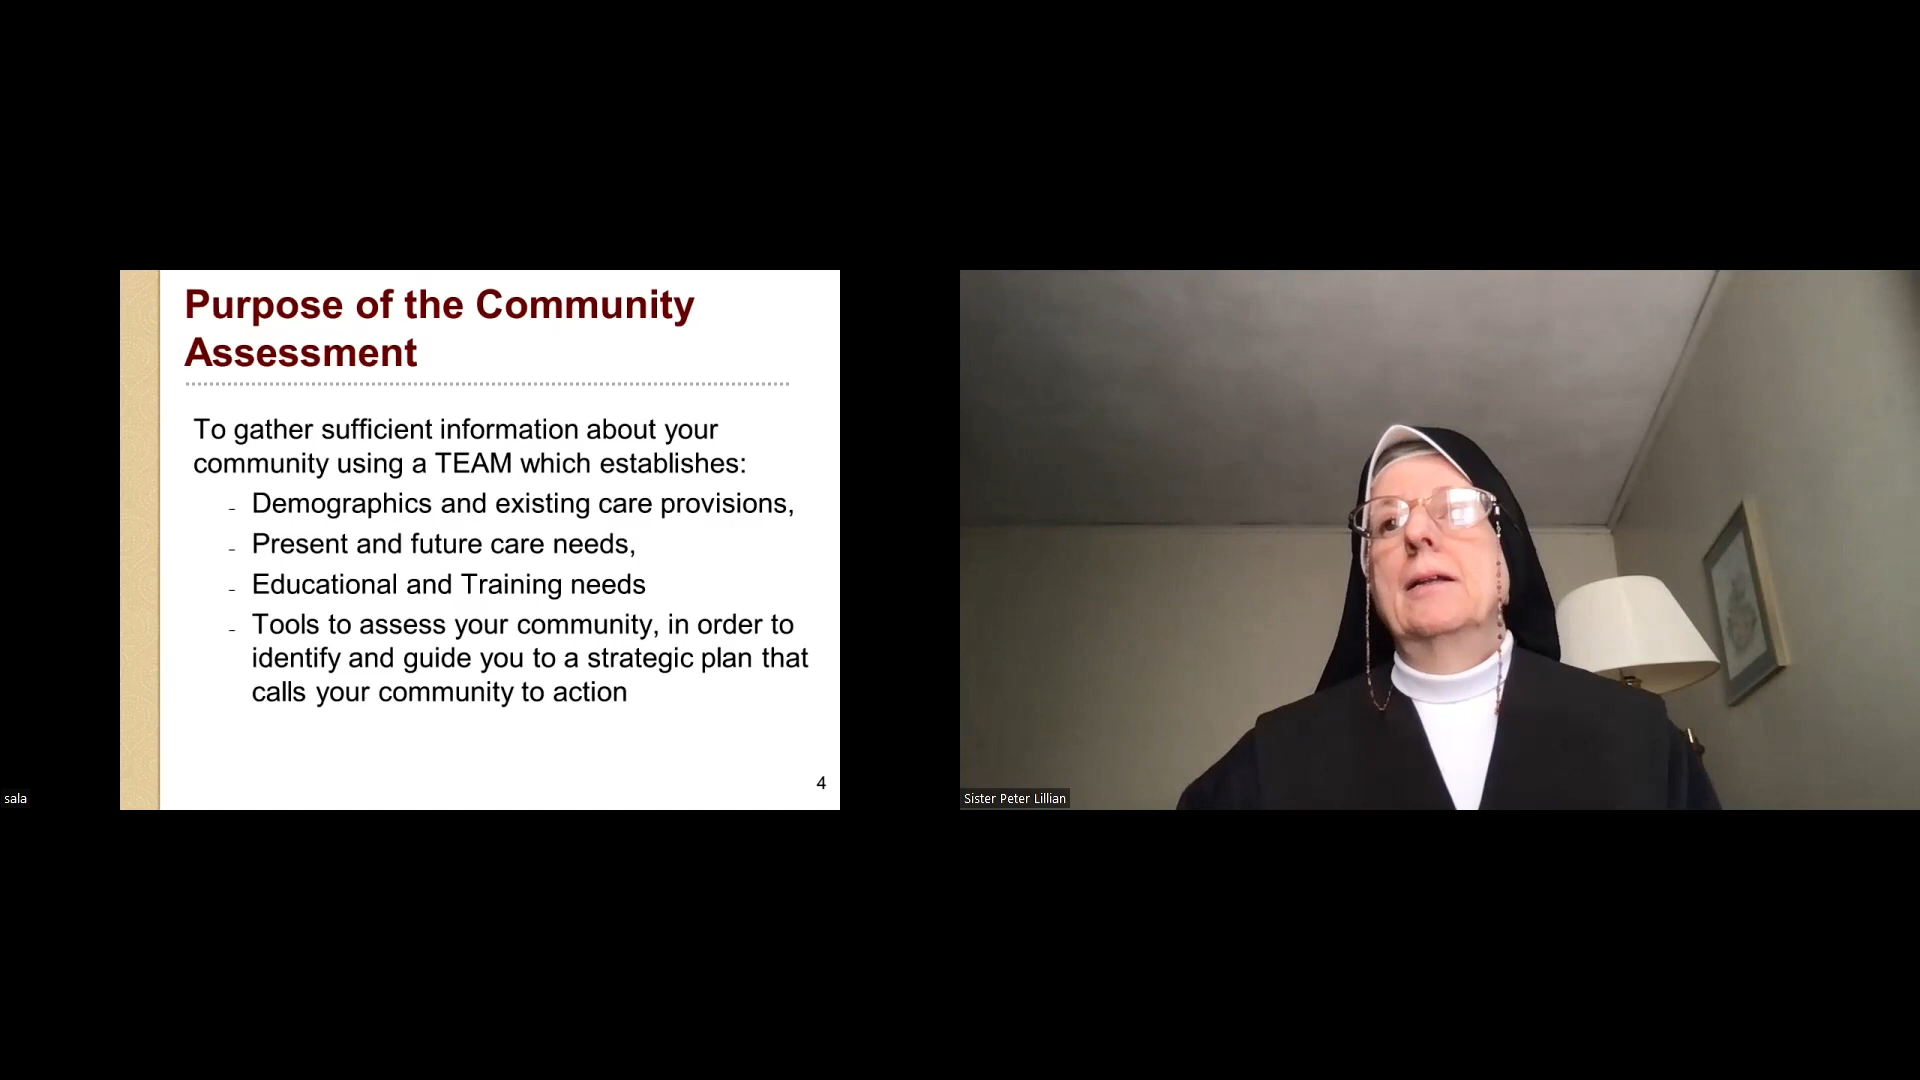 Purpose of the Community
Assessment
To gather sufficient information about your
community using a TEAM which establishes:
- Demographics and existing care provisions,
- Present and future care needs,
- Educational and Training needs
- Tools to assess your community, in order to
identify and guide you to a strategic plan that
calls your community to action
4
sala
Sister Peter Lillian